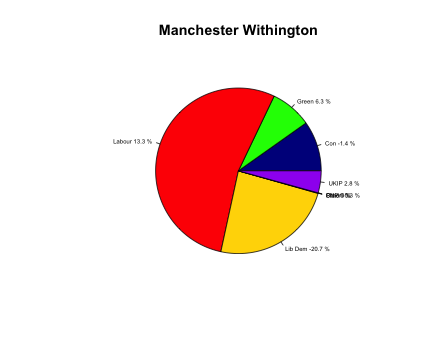 Manchester Withington
Green 6.3 %
Labour 13.3 %
Con -1.4 %
UKIP 2.8 %
Lib Dem -20.7 %